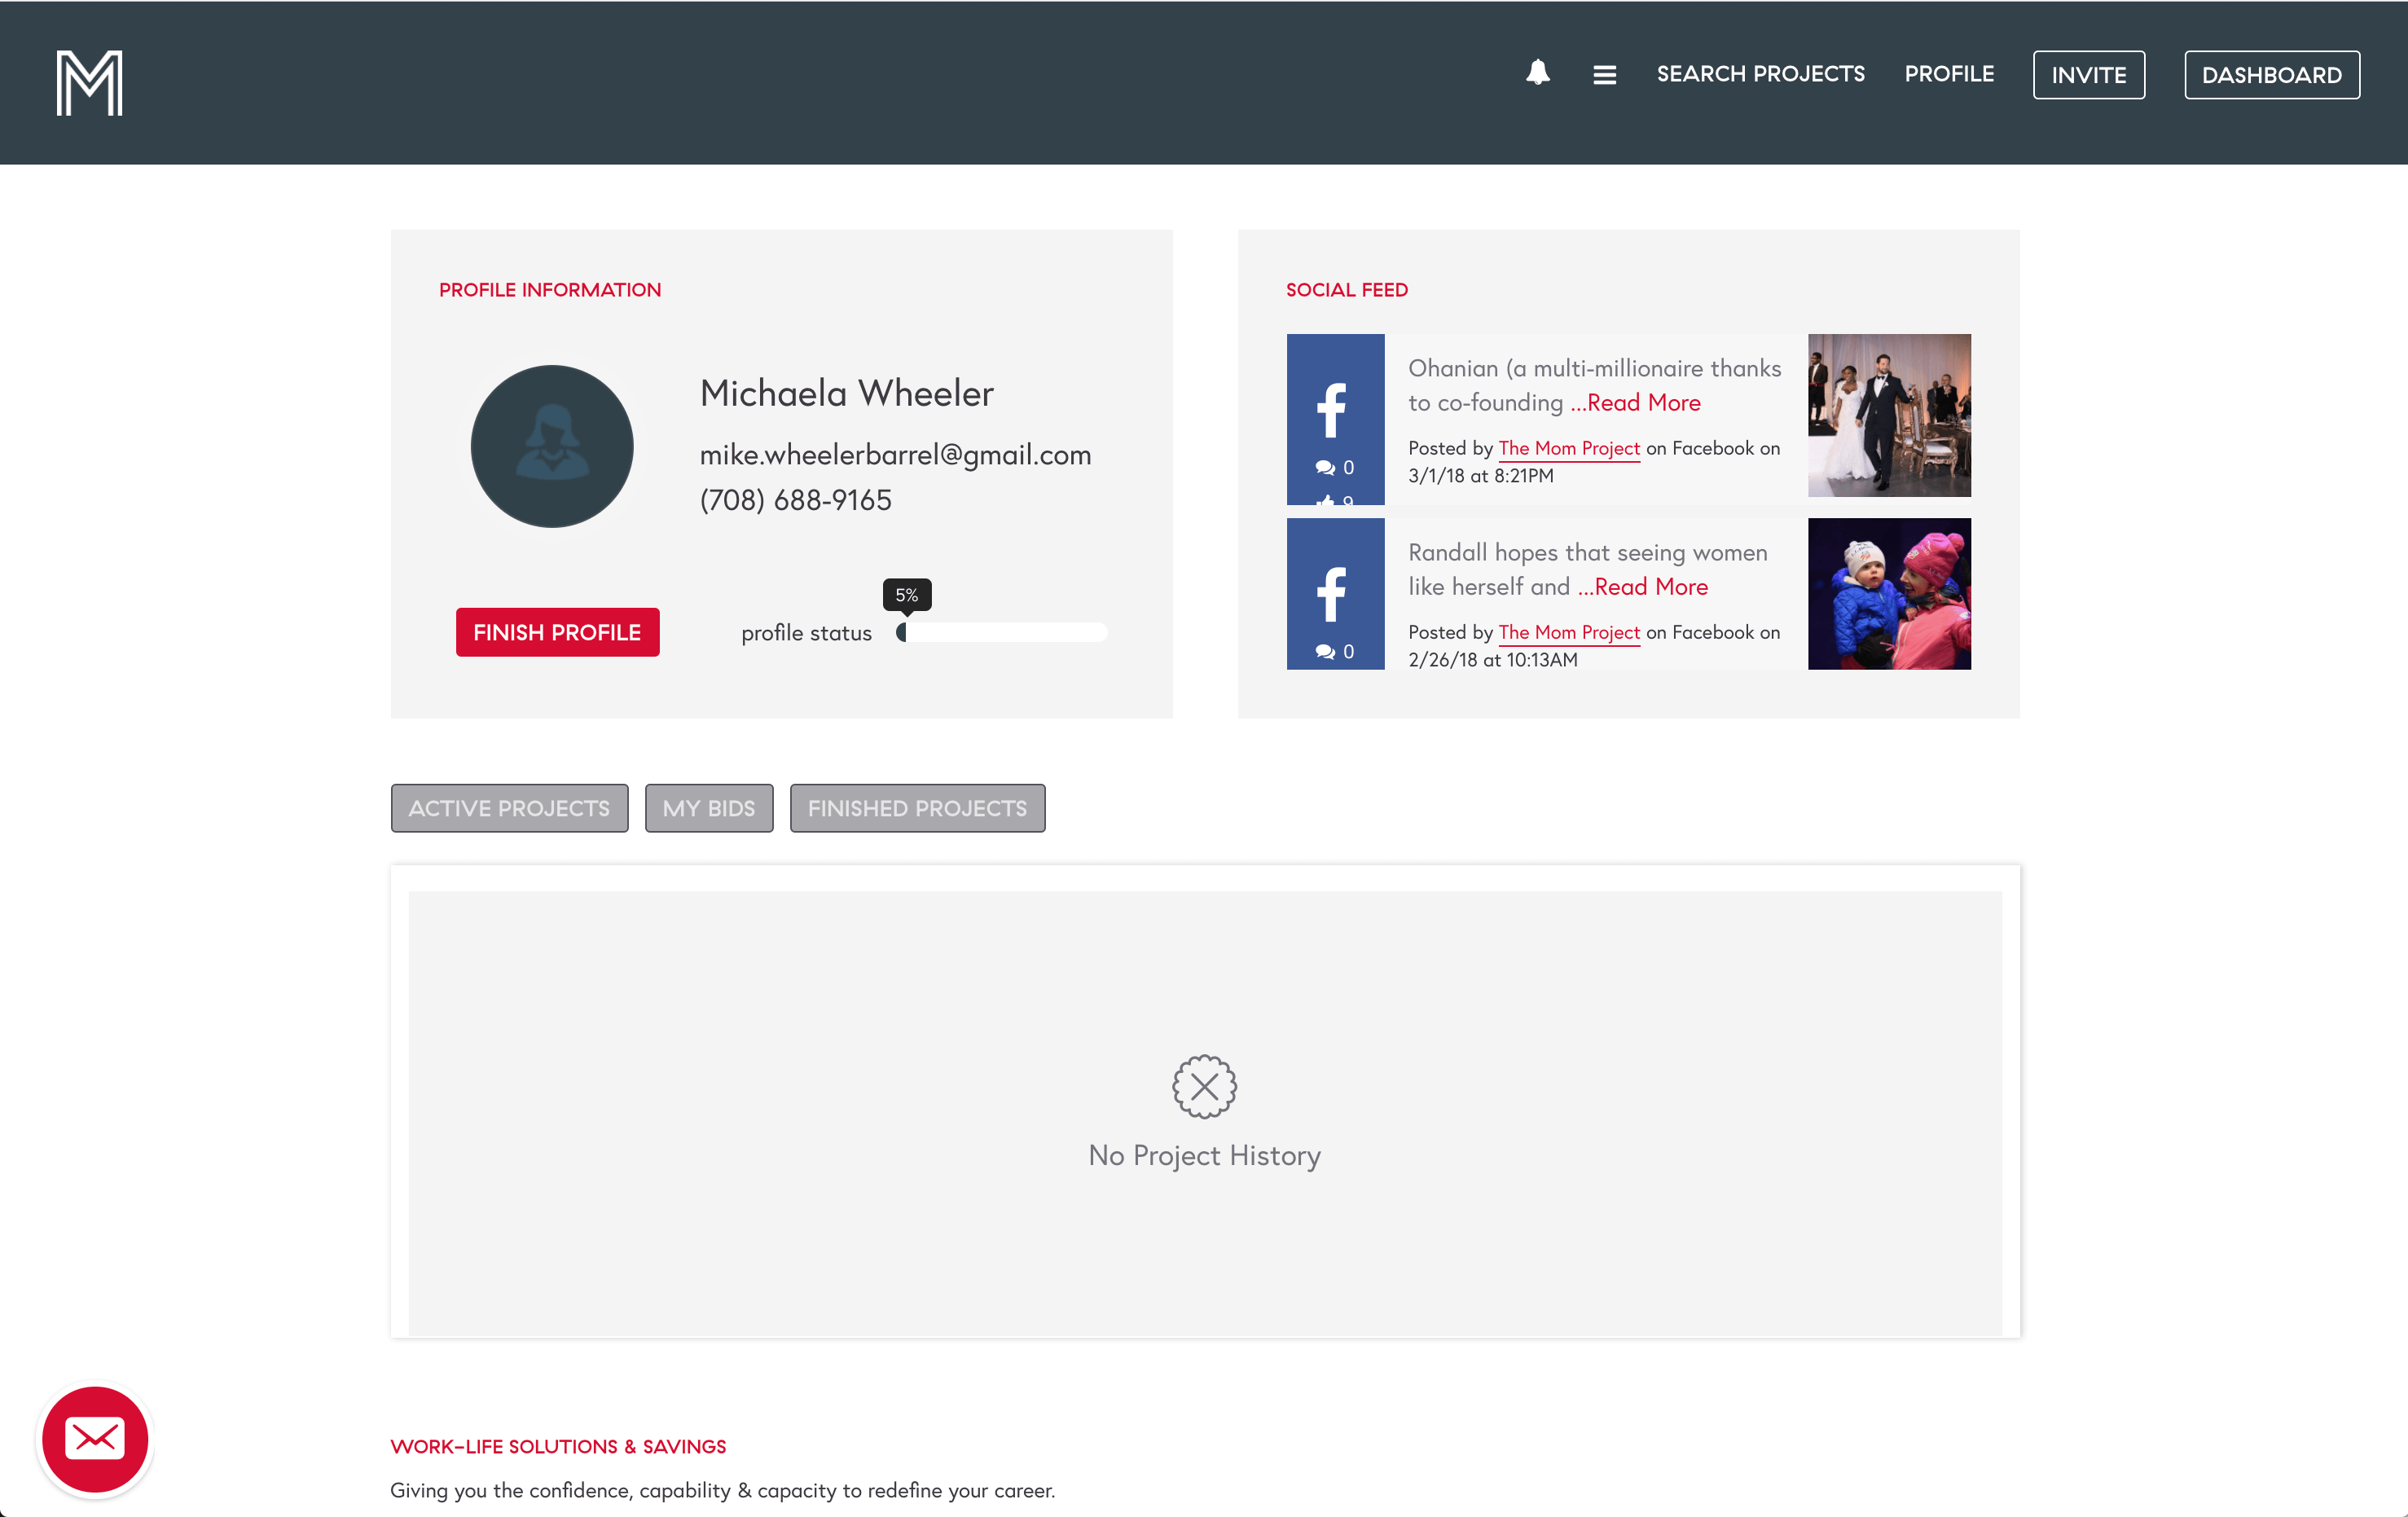 M
SEARCH PROJECTS
PROFILE
INVITE
DASHBOARD
PROFILE INFORMATION
Michaela Wheeler
mike.wheelerbarrel@gmail.com
(708) 688-9165
5%
FINISH PROFILE
profile status
SOCIAL FEED
f
Ohanian (a multi-millionaire thanks
to co-founding ...Read More
Posted by The Mom Project on Facebook on
3/1/18 at 8:21PM
0
9
f
Randall hopes that seeing women
like herself and ...Read More
Posted by The Mom Project on Facebook on
2/26/18 at 10:13AM
0
ACTIVE PROJECTS
MY BIDS
FINISHED PROJECTS
No Project History
WORK-LIFE SOLUTIONS & SAVINGS
Giving you the confidence, capability & capacity to redefine your career.